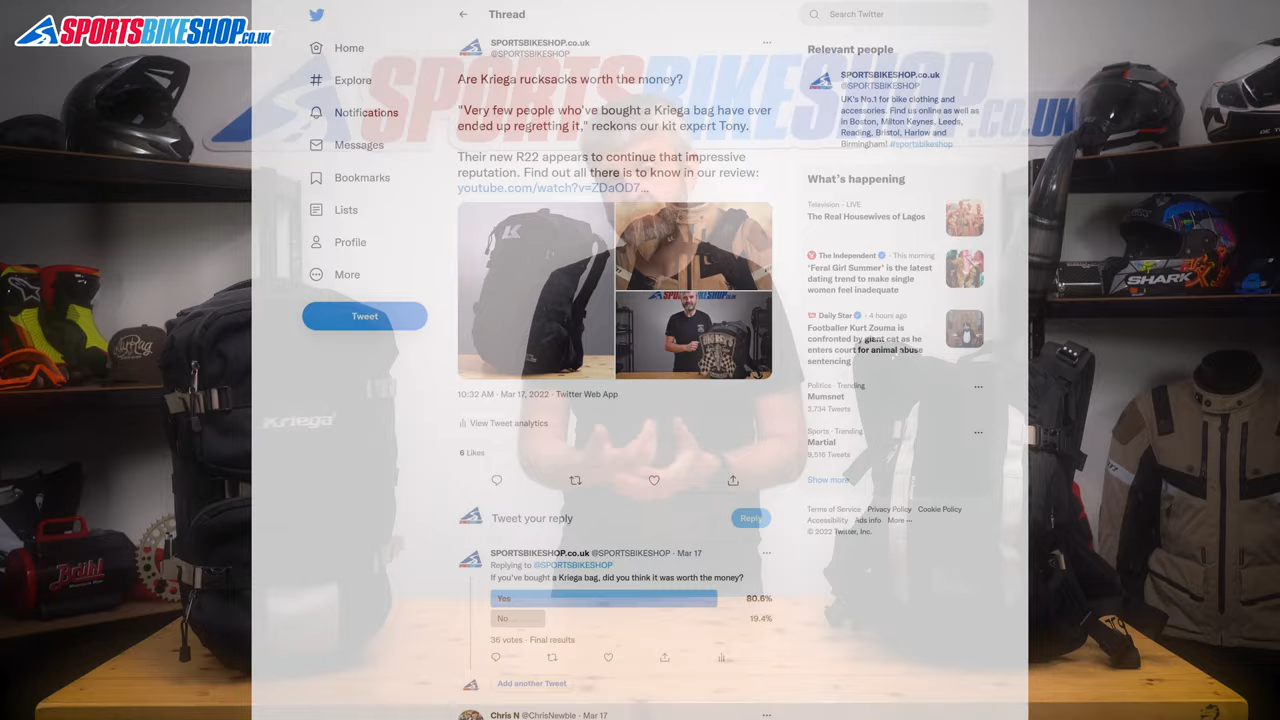 SPORTSBIKESHOP.CO.UK
Thread
Search Twitter
Home
Explore
Notifications
Messages
Bookmarks
Lists
Profile
More
Tweet
SPORTSBIKESHOP.co.uk
@SPORTSBIKESHOP
Are Kriega rucksacks worth the money?
"Very few people who've bought a Kriega bag have ever
ended up regretting it," reckons our kit expert Tony.
Their new R22 appears to continue that impressive
reputation. Find out all there is to know in our review:
youtube.com/watch?v=ZDaOD7...
10:32 AM · Mar 17, 2022 · Twitter Web App
View Tweet analytics
6 Likes
Tweet your reply
Reply
SPORTSBIKESHOP.co.uk @SPORTSBIKESHOP · Mar 17
Replying to @SPORTSBIKESHOP
If you've bought a Kriega bag, did you think it was worth the money?
Yes 80.6%
No 19.4%
36 votes · Final results
Add another Tweet
Chris N @ChrisNewble · Mar 17
Relevant people
SPORTSBIKESHOP.co.uk
@SPORTSBIKESHOP
UK's No.1 for bike clothing and
accessories. Find us online as well as
in Boston, Milton Keynes, Leeds,
Reading, Bristol, Harlow and
Birmingham! #sportsbikeshop
What's happening
Television · LIVE
The Real Housewives of Lagos
The Independent · This morning
'Feral Girl Summer' is the latest
dating trend to make single
women feel inadequate
Daily Star · 4 hours ago
Footballer Kurt Zouma is
confronted by giant cat as he
enters court for animal abuse
sentencing
Politics · Trending
Mumsnet
2,734 Tweets
Sports · Trending
Martial
9,516 Tweets
Show more
Terms of Service Privacy Policy Cookie Policy
Accessibility Ads info More ···
© 2022 Twitter, Inc.
SPORTSBIKESHOP.CO.UK
Kriega
SHARK